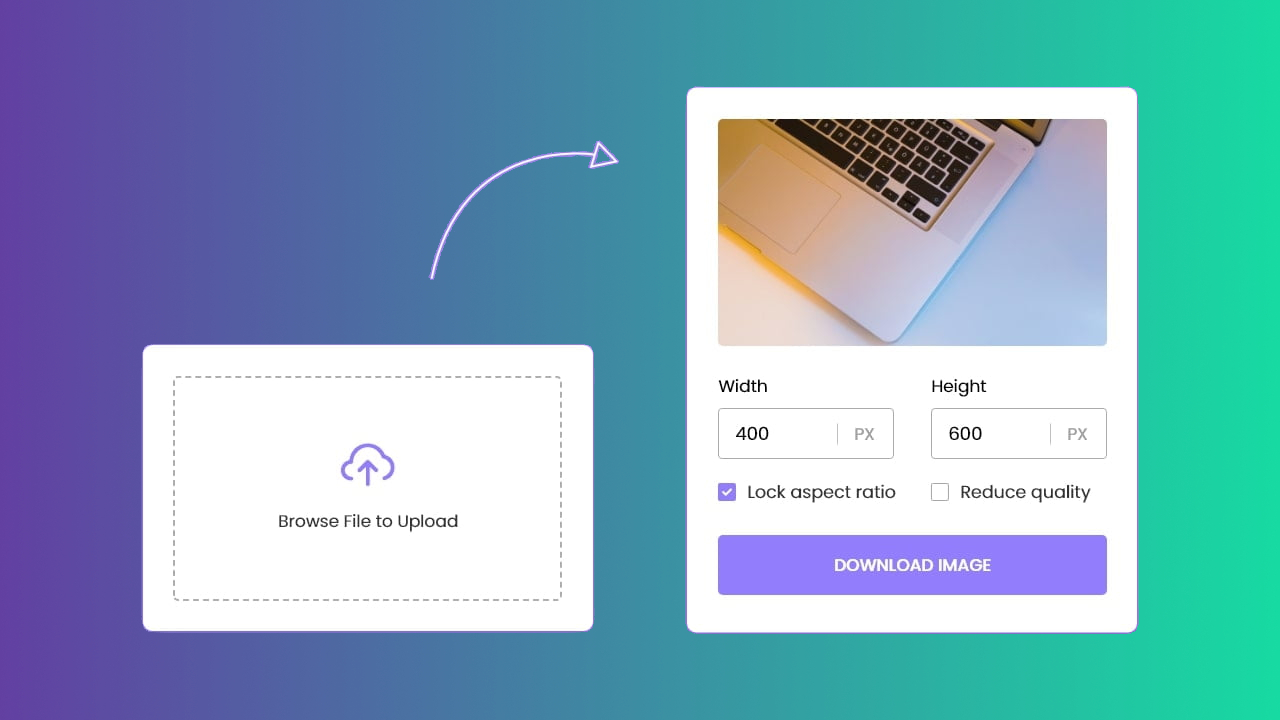 Browse File to Upload
Width
Height
400 PX
600 PX
Lock aspect ratio
Reduce quality
DOWNLOAD IMAGE